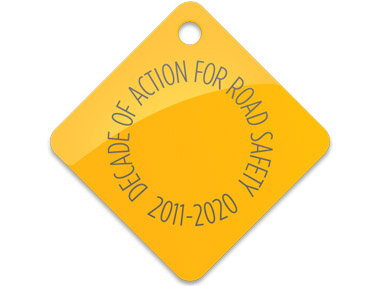 DECADE OF ACTION FOR ROAD SAFETY
2011-2020